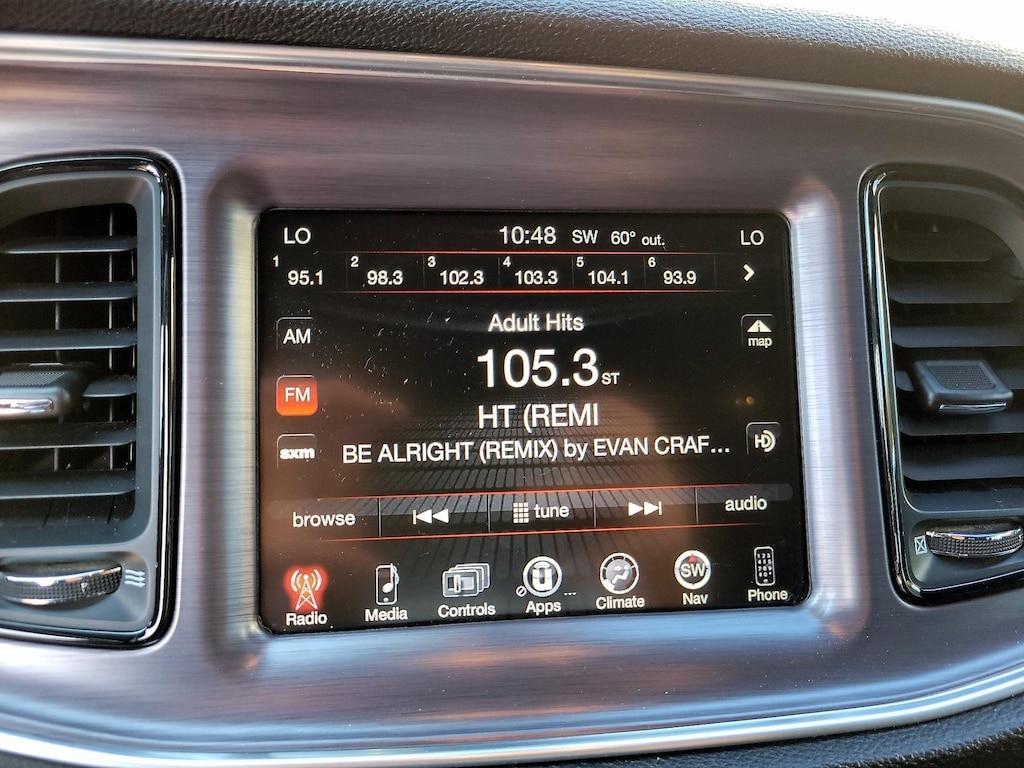 LO 10:48 SW 60° out. LO
1 95.1 2 98.3 3 102.3 4 103.3 5 104.1 6 93.9
Adult Hits
AM
map
105.3 ST
FM
HT (REMI
BE ALRIGHT (REMIX) by EVAN CRAF...
sxm
HD
browse tune audio
SW
Radio Media Controls Apps Climate Nav Phone